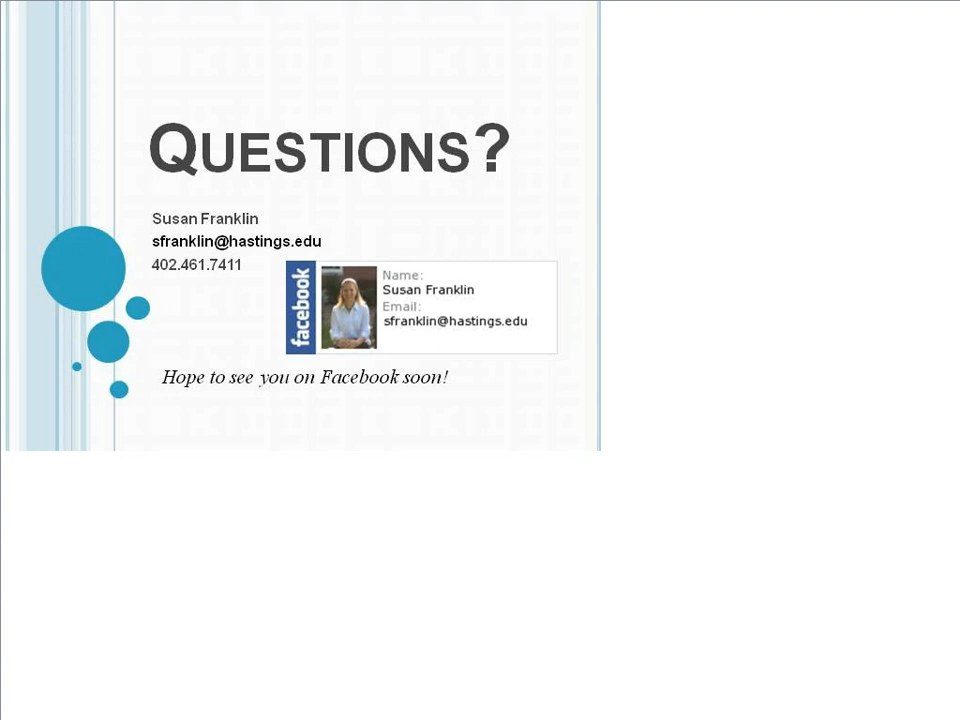 QUESTIONS?
Susan Franklin
sfranklin@hastings.edu
402.461.7411
facebook
Name:
Susan Franklin
Email:
sfranklin@hastings.edu
Hope to see you on Facebook soon!